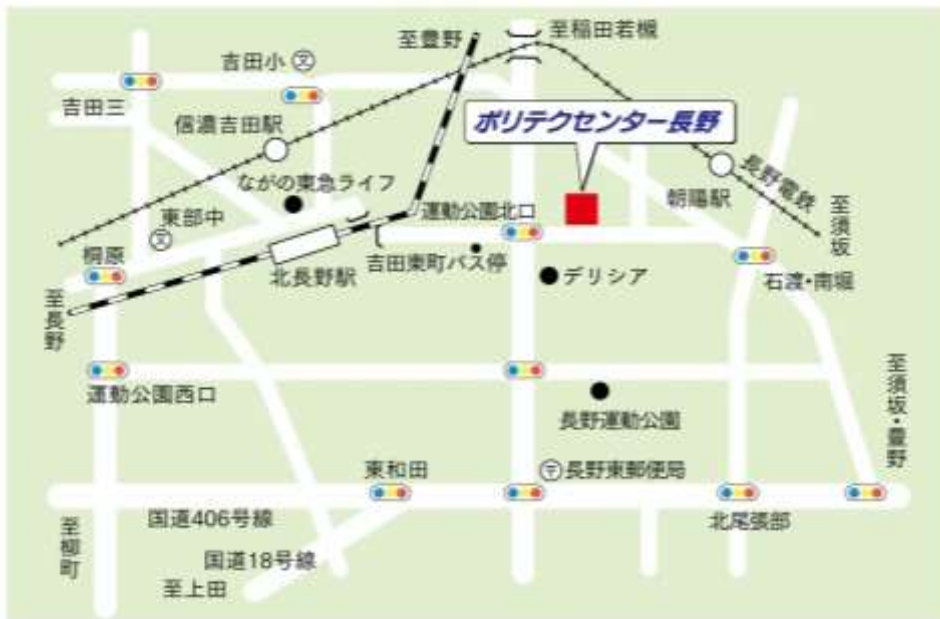 至豊野
至稲田若槻
吉田小
文
吉田三
信濃吉田駅
ポリテクセンター長野
ながの東急ライフ
長野電鉄
朝陽駅
至須坂
東部中
文
運動公園北口
桐原
北長野駅
吉田東町バス停
デリシア
石渡・南堀
至長野
運動公園西口
長野運動公園
至須坂・豊野
東和田
〒長野東郵便局
国道406号線
北尾張部
至柳町
国道18号線
至上田